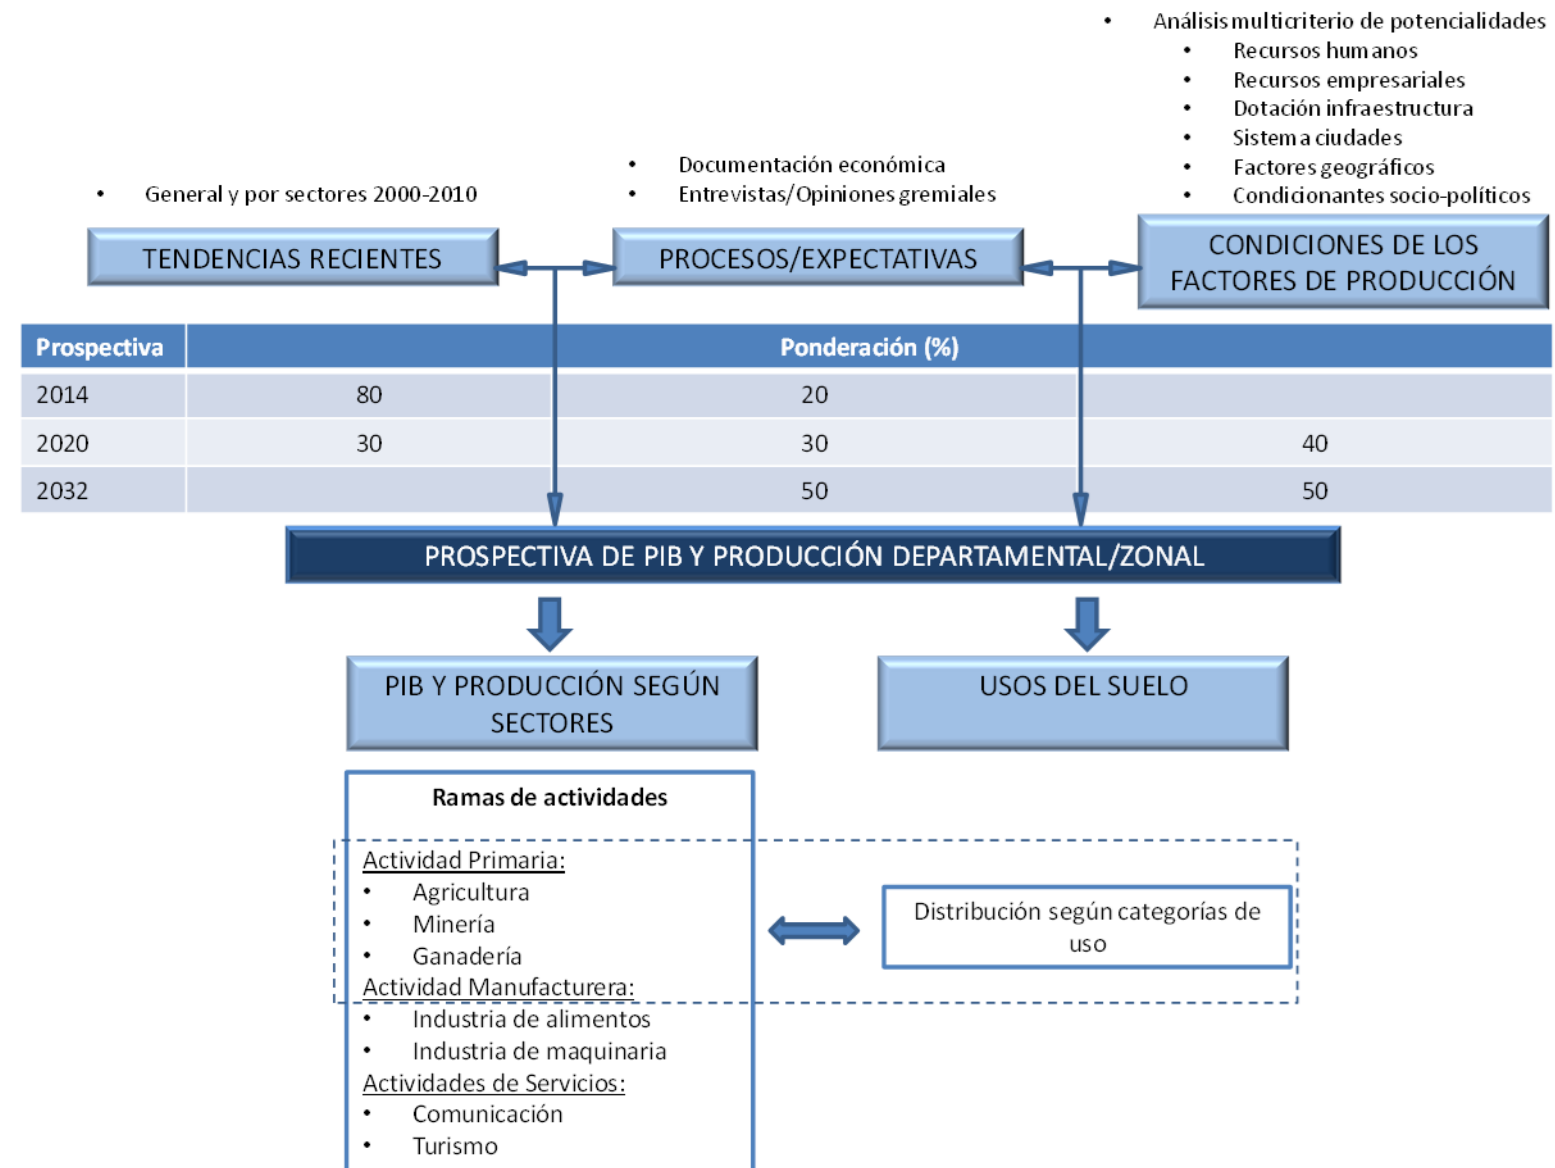 • Análisis multicriterio de potencialidades
• Recursos humanos
• Recursos empresariales
• Dotación infraestructura
• Sistema ciudades
• Factores geográficos
• Condicionantes socio-políticos
• Documentación económica
• Entrevistas/Opiniones gremiales
• General y por sectores 2000-2010
TENDENCIAS RECIENTES
PROCESOS/EXPECTATIVAS
CONDICIONES DE LOS
FACTORES DE PRODUCCIÓN
Prospectiva Ponderación (%)
2014 80 20
2020 30 30 40
2032 50 50
PROSPECTIVA DE PIB Y PRODUCCIÓN DEPARTAMENTAL/ZONAL
PIB Y PRODUCCIÓN SEGÚN
SECTORES
USOS DEL SUELO
Ramas de actividades
Actividad Primaria:
• Agricultura
• Minería
• Ganadería
Actividad Manufacturera:
• Industria de alimentos
• Industria de maquinaria
Actividades de Servicios:
• Comunicación
• Turismo
Distribución según categorías de
uso